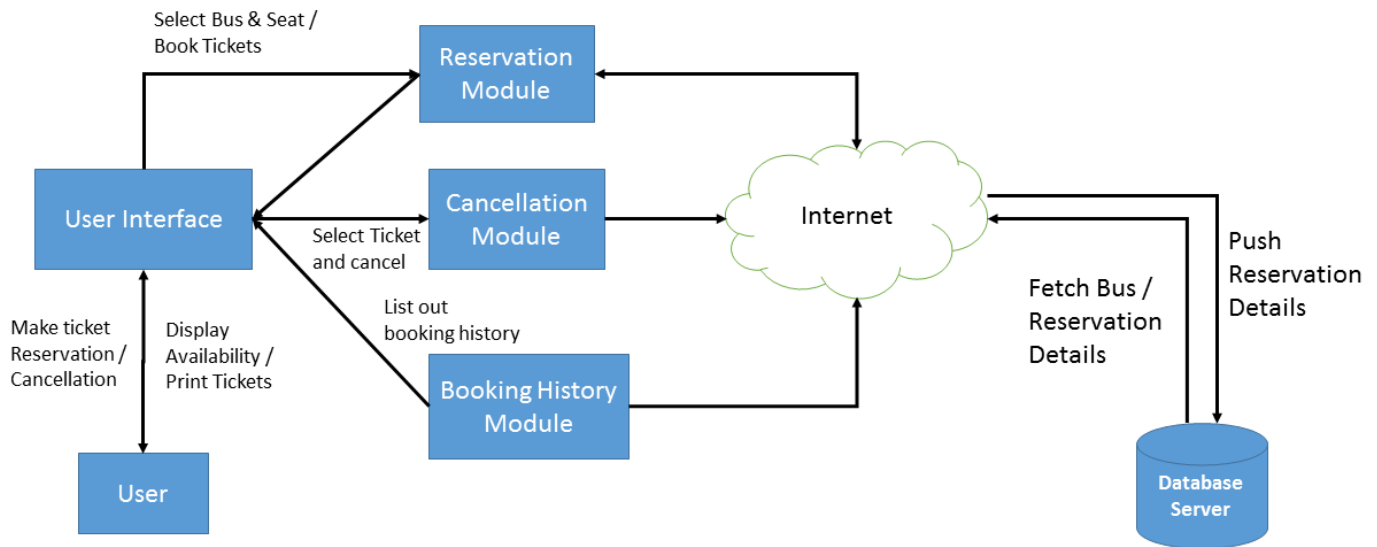 Select Bus & Seat /
Book Tickets
Reservation
Module
User Interface
Cancellation
Module
Internet
Select Ticket
and cancel
Push
Reservation
Details
Fetch Bus /
Reservation
Details
List out
booking history
Make ticket
Reservation /
Cancellation
Display
Availability /
Print Tickets
Booking History
Module
User
Database
Server